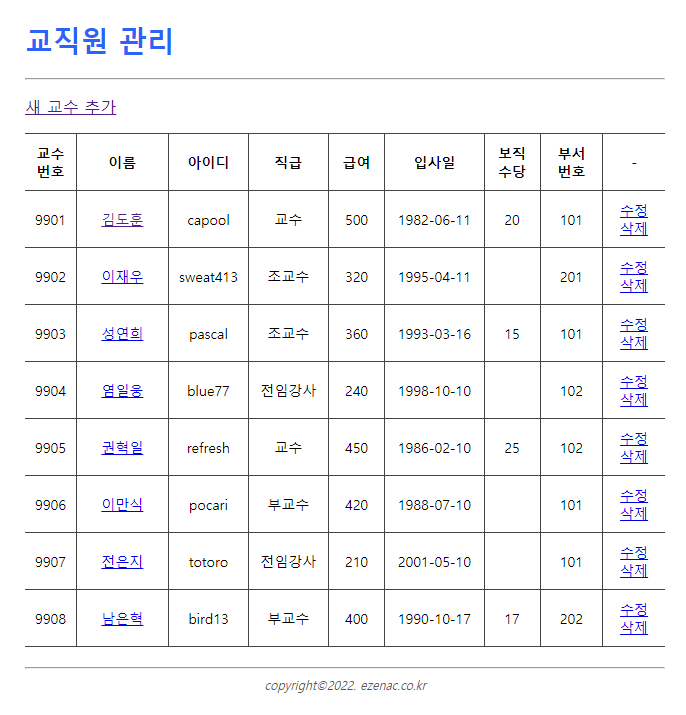 교직원 관리
새 교수 추가
교수 번호 이름 아이디 직급 급여 입사일 보직 수당 부서 번호 -
9901 김도훈 capool 교수 500 1982-06-11 20 101 수정 삭제
9902 이재우 sweat413 조교수 320 1995-04-11 201 수정 삭제
9903 성연희 pascal 조교수 360 1993-03-16 15 101 수정 삭제
9904 염일웅 blue77 전임강사 240 1998-10-10 102 수정 삭제
9905 권혁일 refresh 교수 450 1986-02-10 25 102 수정 삭제
9906 이만식 pocari 부교수 420 1988-07-10 101 수정 삭제
9907 전은지 totoro 전임강사 210 2001-05-10 101 수정 삭제
9908 남은혁 bird13 부교수 400 1990-10-17 17 202 수정 삭제
copyright©2022. ezenac.co.kr